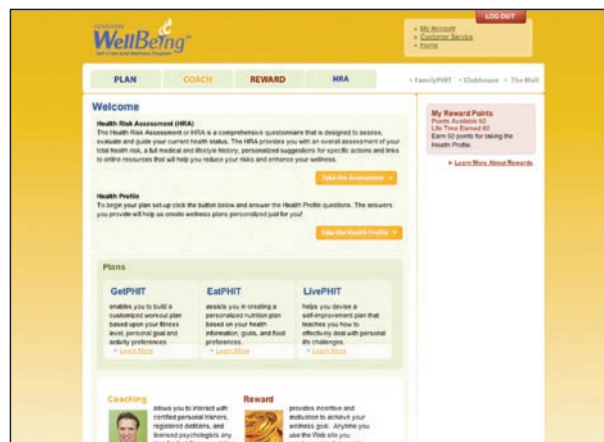 COVENTRY
WellBeing℠
Self-Care and Wellness Program
LOG OUT
» My Account
» Customer Service
» Home
PLAN
COACH
REWARD
HRA
FamilyPHIT
Clubhouse
The Mall
Welcome
Health Risk Assessment (HRA)
The Health Risk Assessment or HRA is a comprehensive questionnaire that is designed to assess,
evaluate and guide your current health status. The HRA provides you with an overall assessment of your
total health risk, a full medical and lifestyle history, personalized suggestions for specific actions and links
to online resources that will help you reduce your risks and enhance your wellness.
Take the Assessment »
Health Profile
To begin your plan set-up click the button below and answer the Health Profile questions. The answers
you provide will help us create wellness plans personalized just for you!
Take the Health Profile »
My Reward Points
Points Available 60
Life Time Earned 60
Earn 50 points for taking the
Health Profile.
» Learn More About Rewards
Plans
GetPHIT
enables you to build a
customized workout plan
based upon your fitness
level, personal goal and
activity preferences
» Learn More
EatPHIT
assists you in creating a
personalized nutrition plan
based on your health
information, goals, and food
preferences.
» Learn More
LivePHIT
helps you devise a
self-improvement plan that
teaches you how to
effectively deal with personal
life challenges.
» Learn More
Coaching
allows you to interact with
certified personal trainers,
registered dietitians, and
licensed psychologists any
Reward
provides incentive and
motivation to achieve your
wellness goal. Anytime you
use the Web site you